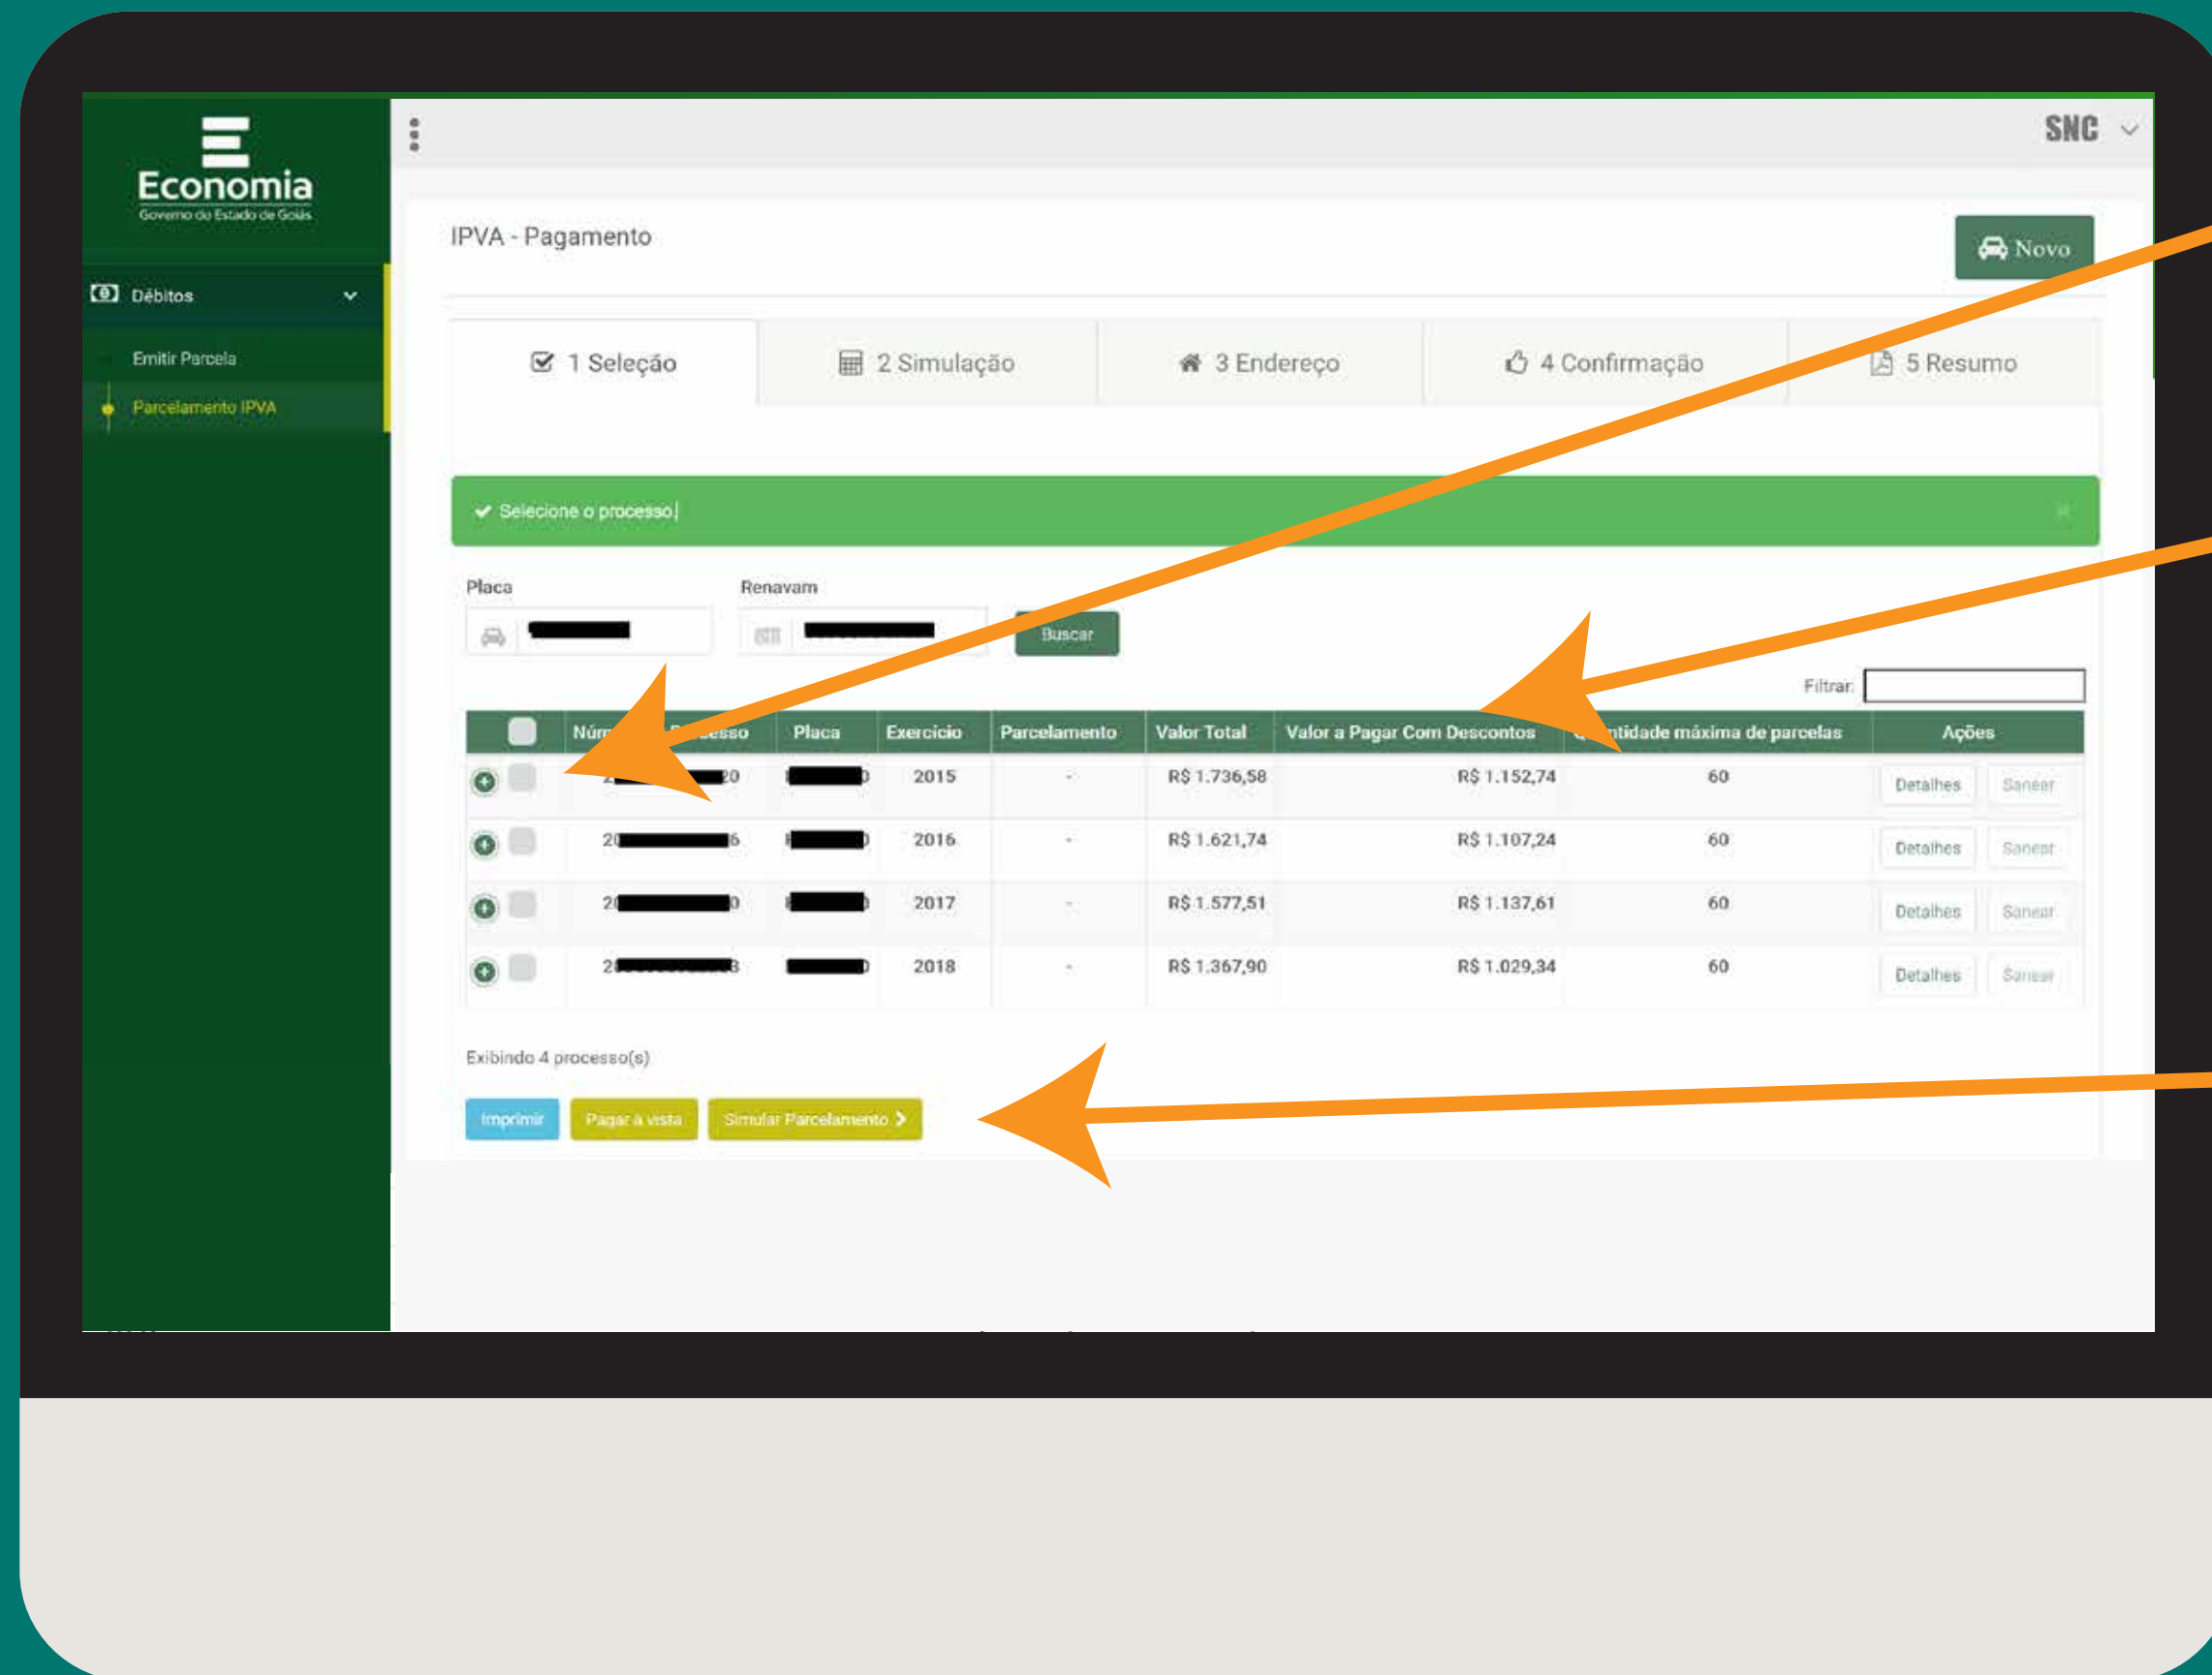 Economia
Governo do Estado de Goiás
SNC
Débitos
Emitir Parcela
Parcelamento IPVA
IPVA - Pagamento
Novo
1 Seleção
2 Simulação
3 Endereço
4 Confirmação
5 Resumo
Selecione o processo.
Placa Renavam
Buscar
Filtrar:
Placa Exercício Parcelamento Valor Total Valor a Pagar Com Descontos máxima de parcelas Ações
2015 - R$ 1.736,58 R$ 1.152,74 60 Detalhes Sanear
2016 - R$ 1.621,74 R$ 1.107,24 60 Detalhes Sanear
2017 - R$ 1.577,51 R$ 1.137,61 60 Detalhes Sanear
2018 - R$ 1.367,90 R$ 1.029,34 60 Detalhes Sanear
Exibindo 4 processo(s)
Imprimir Pagar à vista Simular Parcelamento